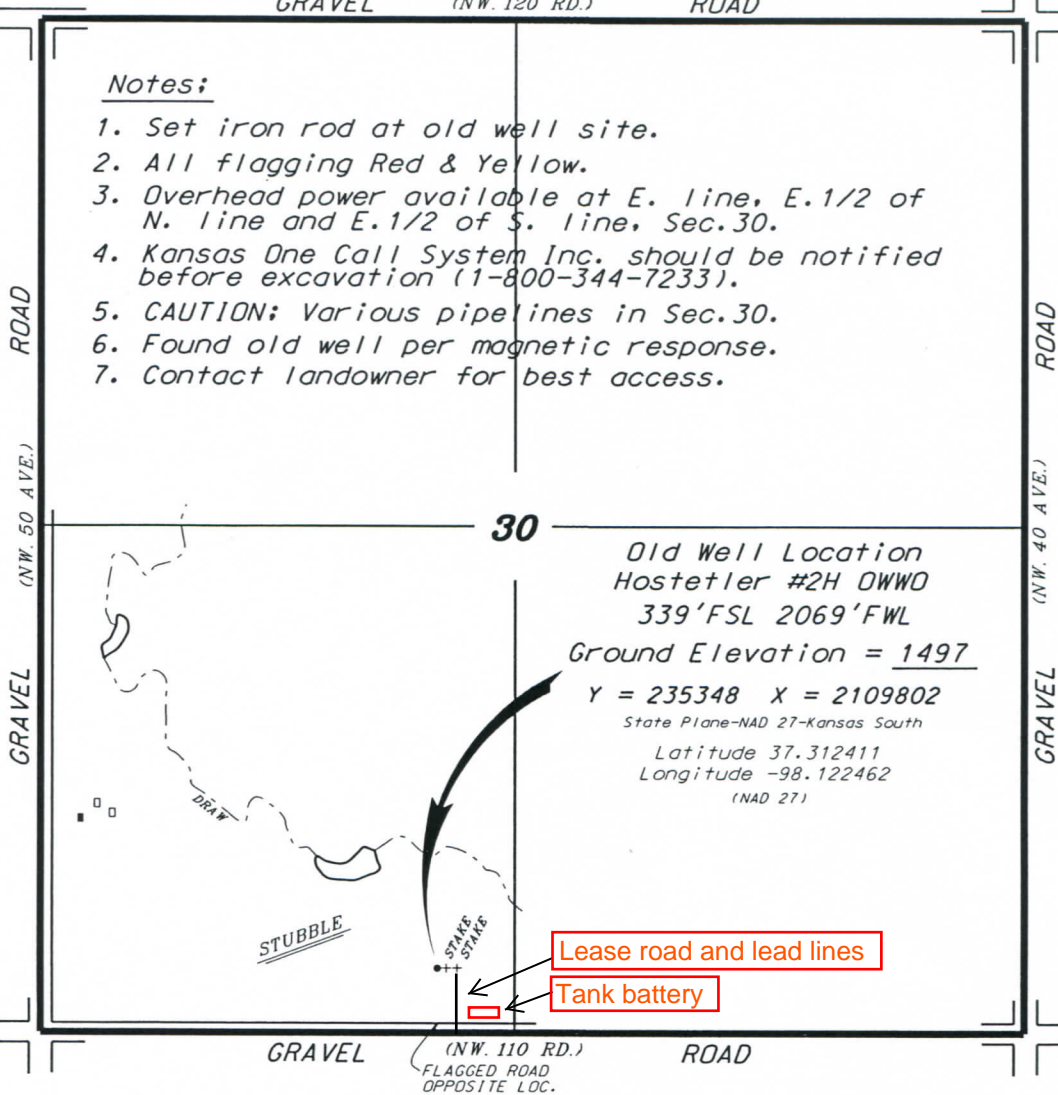 GRAVEL (NW. 120 RD.) ROAD
Notes:
1. Set iron rod at old well site.
2. All flagging Red & Yellow.
3. Overhead power available at E. line, E.1/2 of
N. line and E.1/2 of S. line, Sec.30.
4. Kansas One Call System Inc. should be notified
before excavation (1-800-344-7233).
5. CAUTION: Various pipelines in Sec.30.
6. Found old well per magnetic response.
7. Contact landowner for best access.
ROAD
(NW. 50 AVE.)
GRAVEL
ROAD
(NW. 40 AVE.)
GRAVEL
30
Old Well Location
Hostetler #2H OWWO
339'FSL 2069'FWL
Ground Elevation = 1497
Y = 235348 X = 2109802
State Plane-NAD 27-Kansas South
Latitude 37.312411
Longitude -98.122462
(NAD 27)
DRAW
STUBBLE
STAKE
STAKE
Lease road and lead lines
Tank battery
GRAVEL (NW. 110 RD.) ROAD
FLAGGED ROAD
OPPOSITE LOC.